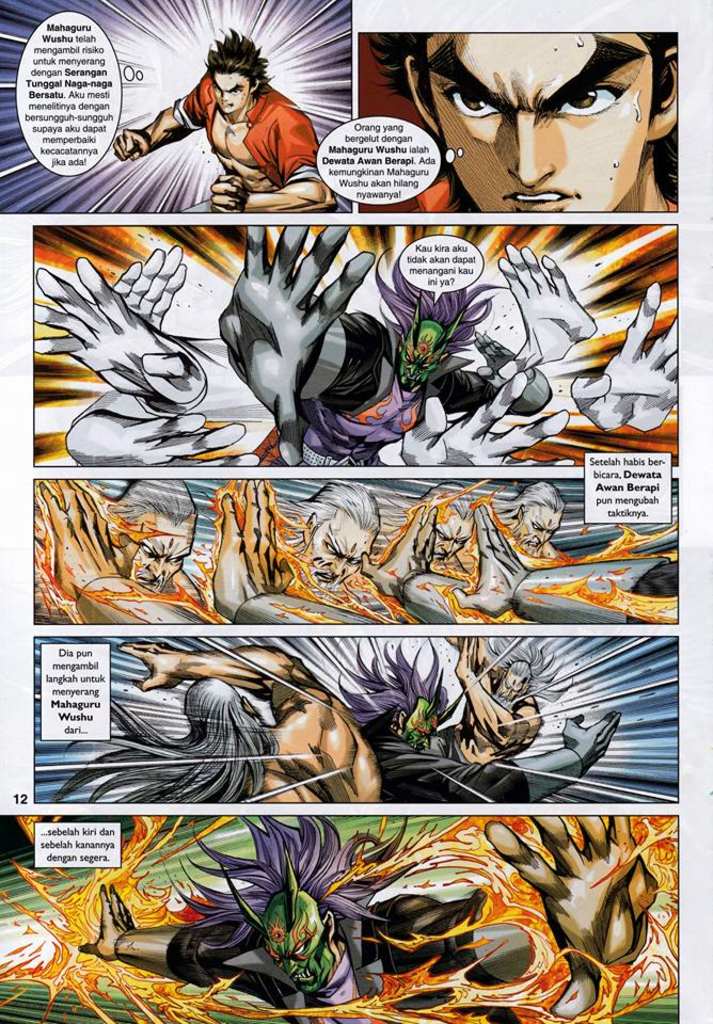 Mahaguru
Wushu telah
mengambil risiko
untuk menyerang
dengan Serangan
Tunggal Naga-naga
Bersatu. Aku mesti
menelitinya dengan
bersungguh-sungguh
supaya aku dapat
memperbaiki
kecacatannya
jika ada!
Orang yang
bergelut dengan
Mahaguru Wushu ialah
Dewata Awan Berapi. Ada
kemungkinan Mahaguru
Wushu akan hilang
nyawanya!
Kau kira aku
tidak akan dapat
menangani kau
ini ya?
Setelah habis ber-
bicara, Dewata
Awan Berapi
pun mengubah
taktiknya.
Dia pun
mengambil
langkah untuk
menyerang
Mahaguru
Wushu
dari...
12
...sebelah kiri dan
sebelah kanannya
dengan segera.